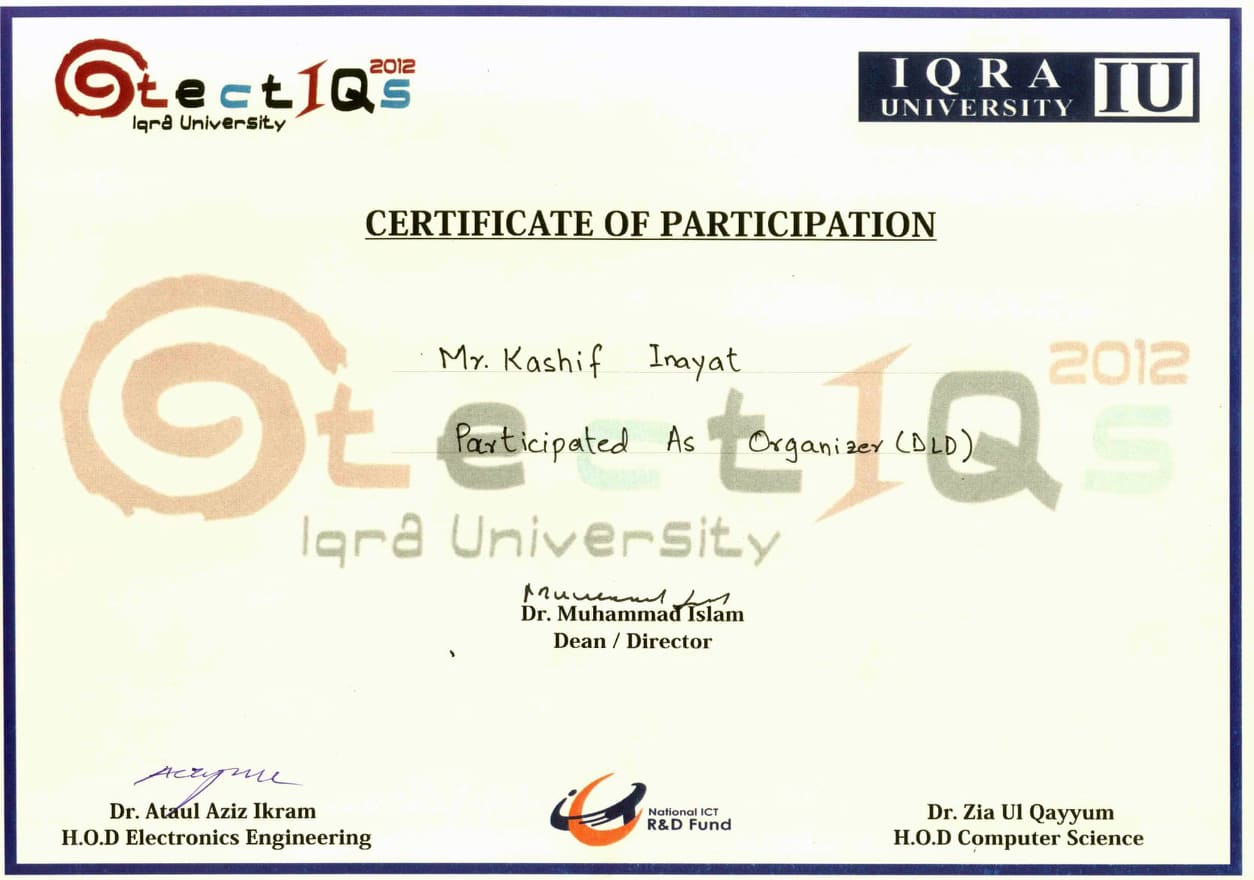 tectIQs 2012
Iqra University
IQRA
UNIVERSITY IU
CERTIFICATE OF PARTICIPATION
Mr. Kashif Inayat
2012
tectIQs
Participated As Organizer (DLD)
Iqra University
Dr. Muhammad Islam
Dean / Director
Dr. Ataul Aziz Ikram
H.O.D Electronics Engineering
National ICT
R&D Fund
Dr. Zia Ul Qayyum
H.O.D Computer Science